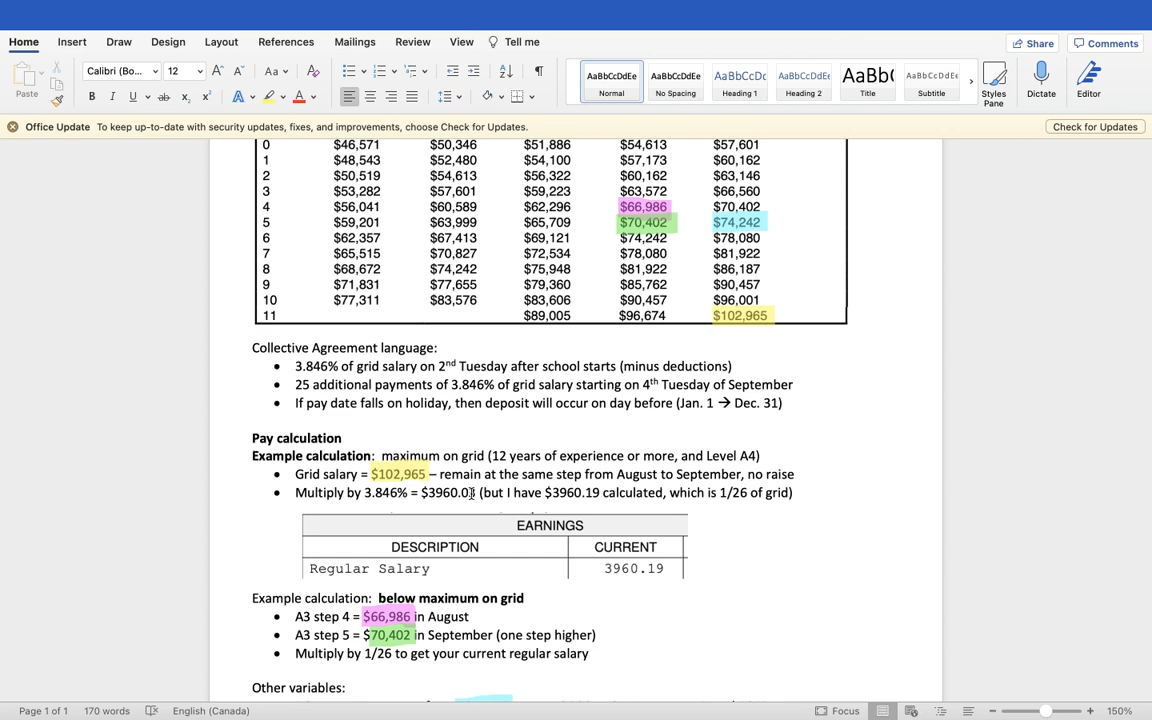 Home Insert Draw Design Layout References Mailings Review View Tell me Share Comments
Paste Calibri (Bo... 12 A A Aa A AaBbCcDdEe AaBbCcDdEe AaBbCcDc AaBbCcDdEe AaBb( AaBbCcDdEe
B I U ab x₂ x² A A Normal No Spacing Heading 1 Heading 2 Title Subtitle Styles Pane Dictate Editor
Office Update To keep up-to-date with security updates, fixes, and improvements, choose Check for Updates. Check for Updates
0 $46,571 $50,346 $51,886 $54,613 $57,601
1 $48,543 $52,480 $54,100 $57,173 $60,162
2 $50,519 $54,613 $56,322 $60,162 $63,146
3 $53,282 $57,601 $59,223 $63,572 $66,560
4 $56,041 $60,589 $62,296 $66,986 $70,402
5 $59,201 $63,999 $65,709 $70,402 $74,242
6 $62,357 $67,413 $69,121 $74,242 $78,080
7 $65,515 $70,827 $72,534 $78,080 $81,922
8 $68,672 $74,242 $75,948 $81,922 $86,187
9 $71,831 $77,655 $79,360 $85,762 $90,457
10 $77,311 $83,576 $83,606 $90,457 $96,001
11 $89,005 $96,674 $102,965
Collective Agreement language:
• 3.846% of grid salary on 2nd Tuesday after school starts (minus deductions)
• 25 additional payments of 3.846% of grid salary starting on 4th Tuesday of September
• If pay date falls on holiday, then deposit will occur on day before (Jan. 1 → Dec. 31)
Pay calculation
Example calculation: maximum on grid (12 years of experience or more, and Level A4)
• Grid salary = $102,965 – remain at the same step from August to September, no raise
• Multiply by 3.846% = (but I have $3960.19 calculated, which is 1/26 of grid)
EARNINGS
DESCRIPTION CURRENT
Regular Salary 3960.19
Example calculation: below maximum on grid
• A3 step 4 = $66,986 in August
• A3 step 5 = $70,402 in September (one step higher)
• Multiply by 1/26 to get your current regular salary
Other variables:
Page 1 of 1 170 words English (Canada) Focus 150%